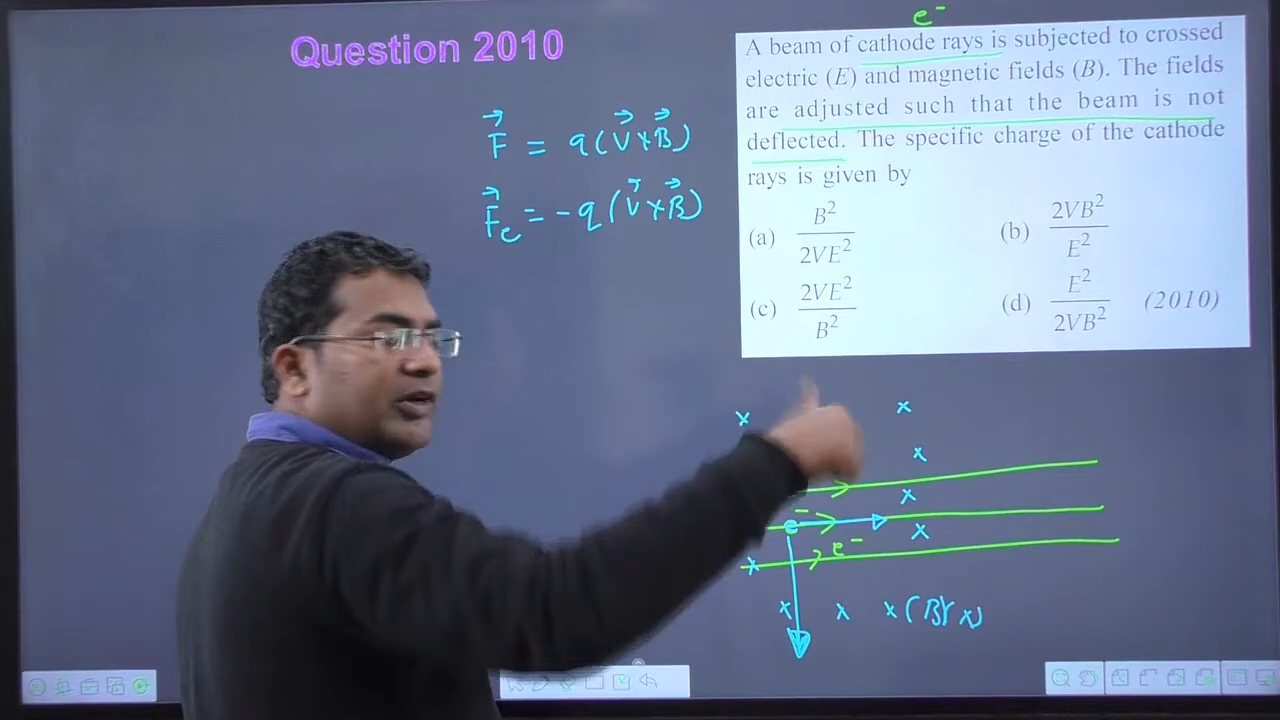 Question 2010
e⁻
A beam of cathode rays is subjected to crossed
electric (E) and magnetic fields (B). The fields
are adjusted such that the beam is not
deflected. The specific charge of the cathode
rays is given by
(a) B²/2VE²
(b) 2VB²/E²
(c) 2VE²/B²
(d) E²/2VB² (2010)
F⃗ = q(V⃗×B⃗)
F⃗e = -q(V⃗×B⃗)
x x
x
x
- x
x e⁻
x x x (B)(x)